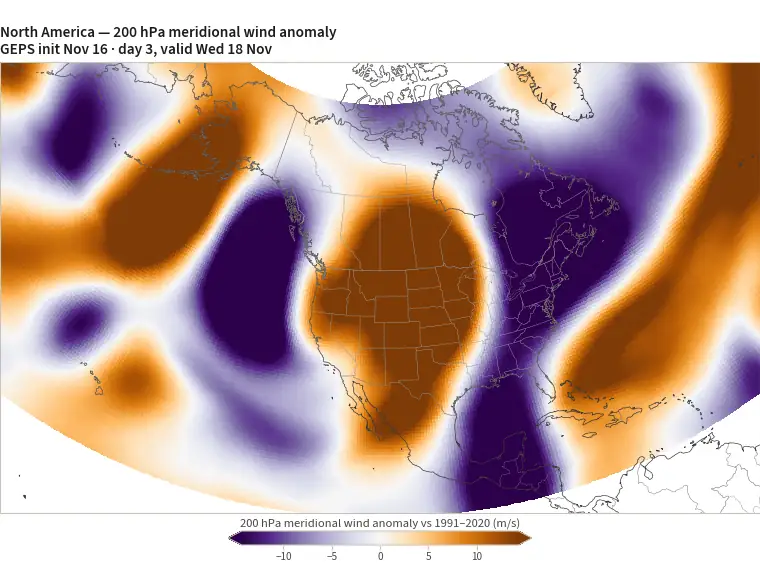 North America — 200 hPa meridional wind anomaly
GEPS init Nov 16 · day 3, valid Wed 18 Nov
200 hPa meridional wind anomaly vs 1991–2020 (m/s)
−10 −5 0 5 10